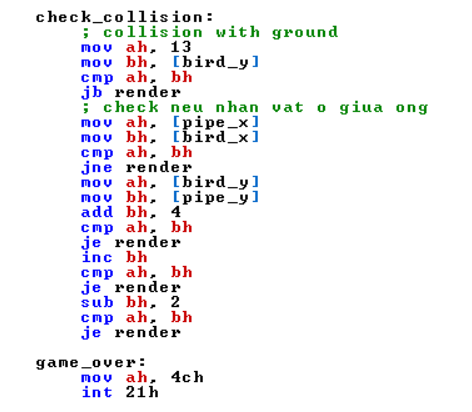 check_collision:
; collision with ground
mov ah, 13
mov bh, [bird_y]
cmp ah, bh
jb render
; check neu nhan vat o giua ong
mov ah, [pipe_x]
mov bh, [bird_x]
cmp ah, bh
jne render
mov ah, [bird_y]
mov bh, [pipe_y]
add bh, 4
cmp ah, bh
je render
inc bh
cmp ah, bh
je render
sub bh, 2
cmp ah, bh
je render
game_over:
mov ah, 4ch
int 21h